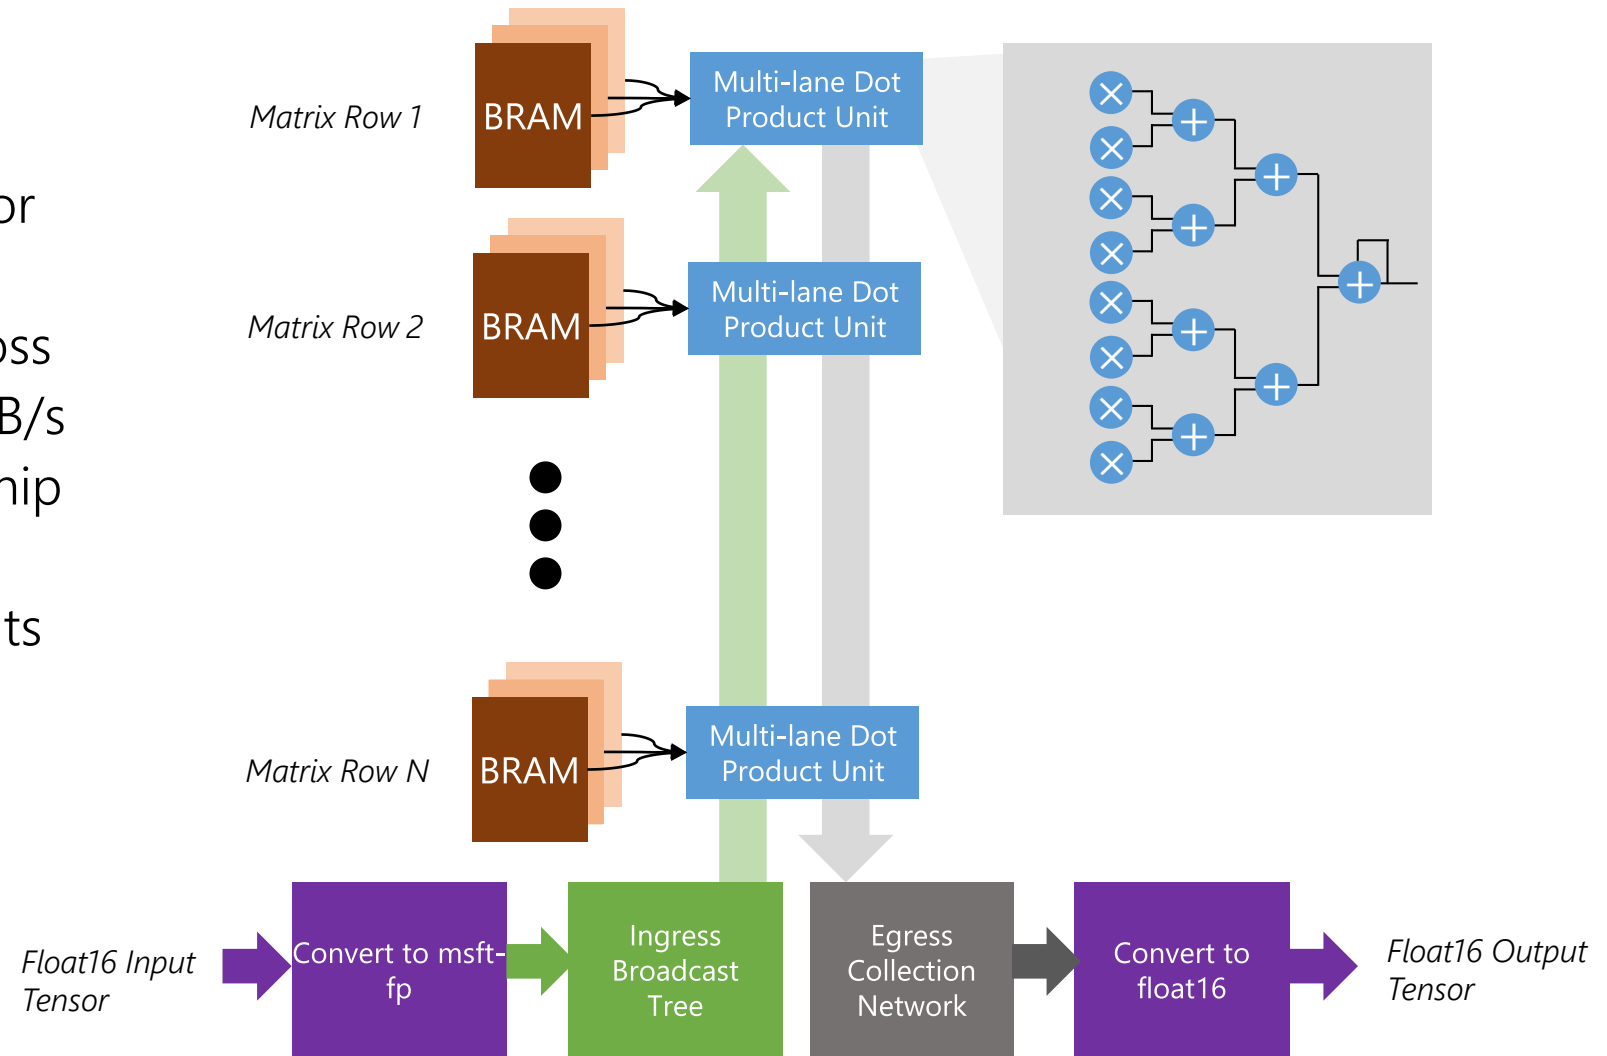 or
oss
B/s
hip
ts
Matrix Row 1
BRAM
Multi-lane Dot
Product Unit
Matrix Row 2
BRAM
Multi-lane Dot
Product Unit
Matrix Row N
BRAM
Multi-lane Dot
Product Unit
Float16 Input
Tensor
Convert to msft-
fp
Ingress
Broadcast
Tree
Egress
Collection
Network
Convert to
float16
Float16 Output
Tensor